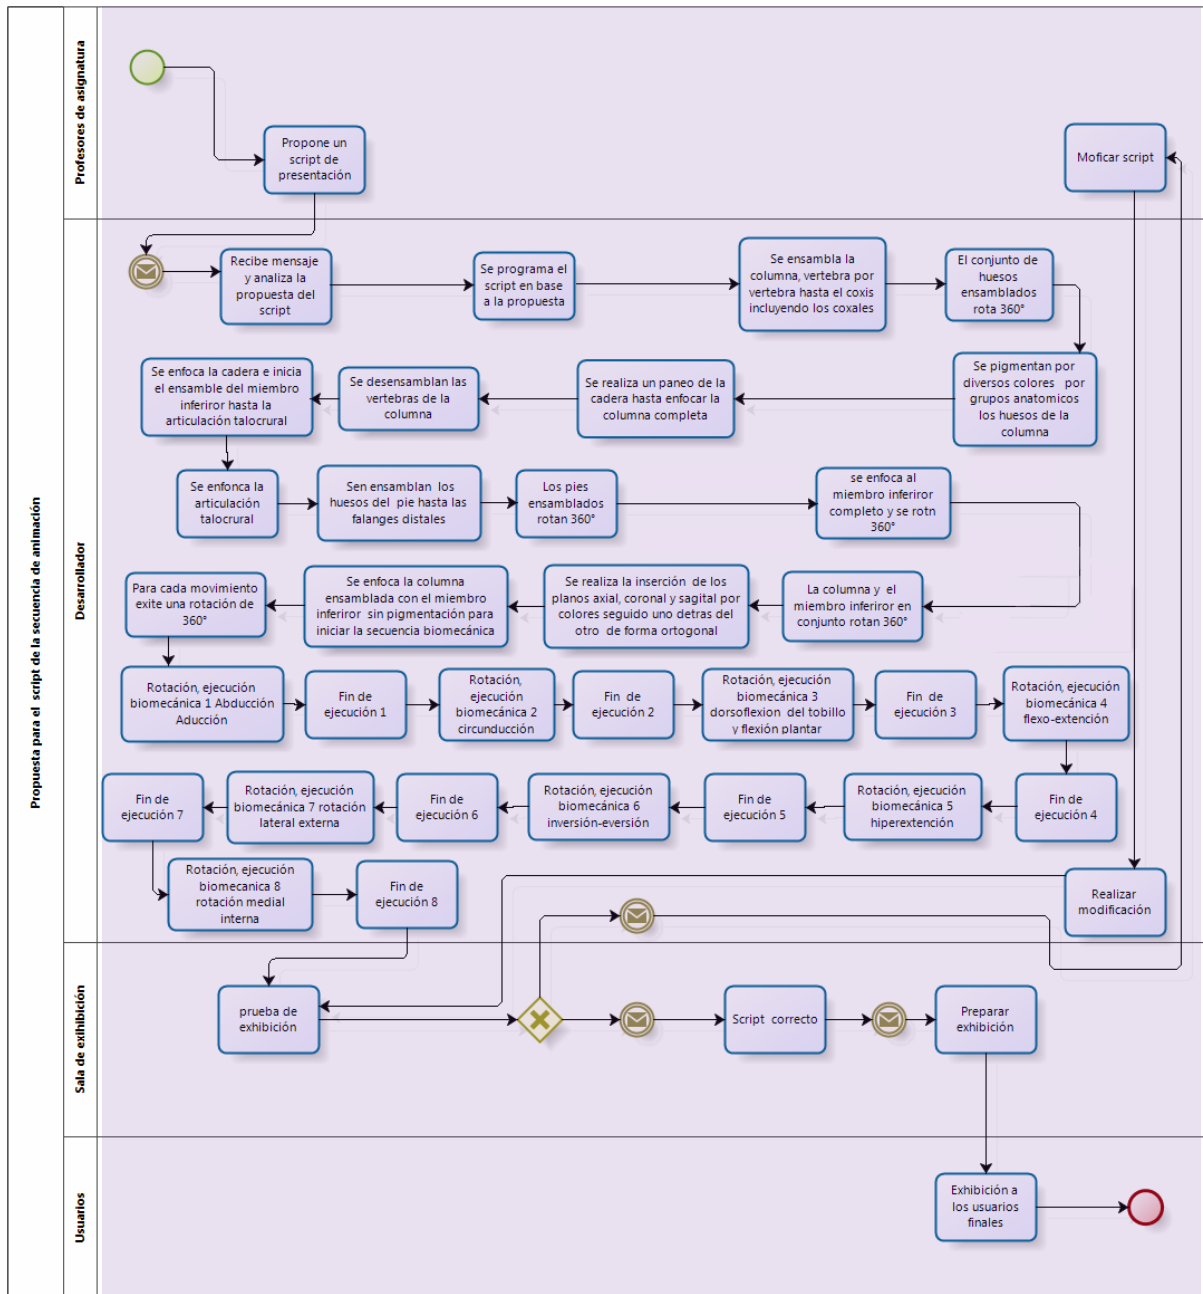 Propuesta para el  script de la secuencia de animación
Profesores de asignatura
Propone un
script de
presentación
Moficar script
Desarrollador
Recibe mensaje
y analiza la
propuesta del
script
Se programa el
script en base
a la propuesta
Se ensambla la
columna, vertebra por
vertebra hasta el coxis
incluyendo los coxales
El conjunto de
huesos
ensamblados
rota 360°
Se pigmentan por
diversos colores   por
grupos anatomicos
los huesos de la
columna
Se realiza un paneo de la
cadera hasta enfocar la
columna completa
Se desensamblan las
vertebras de la
columna
Se enfoca la cadera e inicia
el ensamble del miembro
inferiror hasta la
articulación talocrural
Se enfonca la
articulación
talocrural
Sen ensamblan  los
huesos del  pie hasta las
falanges distales
Los pies
ensamblados
rotan 360°
se enfoca al
miembro inferiror
completo y se rotn
360°
La columna y  el
miembro inferiror en
conjunto rotan 360°
Se realiza la inserción  de los
planos axial, coronal y sagital por
colores seguido uno detras del
otro  de forma ortogonal
Se enfoca la columna
ensamblada con el miembro
inferiror  sin pigmentación para
iniciar la secuencia biomecánica
Para cada movimiento
exite una rotación de
360°
Rotación, ejecución
biomecánica 1 Abducción
Aducción
Fin de
ejecución 1
Rotación,
ejecución
biomecánica 2
circunducción
Fin  de
ejecución 2
Rotación, ejecución
biomecánica 3
dorsoflexion  del tobillo
y flexión plantar
Fin  de
ejecución 3
Rotación, ejecución
biomecánica 4
flexo-extención
Fin de
ejecución 4
Rotación, ejecución
biomecánica 5
hiperextención
Fin de
ejecución 5
Rotación, ejecución
biomecánica 6
inversión-eversión
Fin de
ejecución 6
Rotación, ejecución
biomecánica 7 rotación
lateral externa
Fin de
ejecución 7
Rotación, ejecución
biomecanica 8
rotación medial
interna
Fin de
ejecución 8
Realizar
modificación
Sala de exhihibición
prueba de
exhibición
Script  correcto
Preparar
exhibición
Usuarios
Exhibición a
los usuarios
finales